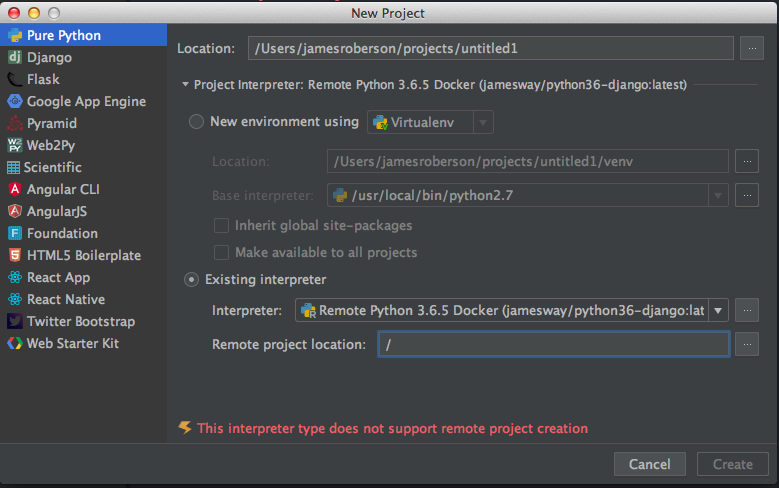 New Project
Pure Python
Django
Flask
Google App Engine
Pyramid
Web2Py
Scientific
Angular CLI
AngularJS
Foundation
HTML5 Boilerplate
React App
React Native
Twitter Bootstrap
Web Starter Kit
Location: /Users/jamesroberson/projects/untitled1 ...
Project Interpreter: Remote Python 3.6.5 Docker (jamesway/python36-django:latest)
New environment using Virtualenv
Location: /Users/jamesroberson/projects/untitled1/venv ...
Base interpreter: /usr/local/bin/python2.7 ...
Inherit global site-packages
Make available to all projects
Existing interpreter
Interpreter: Remote Python 3.6.5 Docker (jamesway/python36-django:lat ...
Remote project location: / ...
This interpreter type does not support remote project creation
Cancel Create